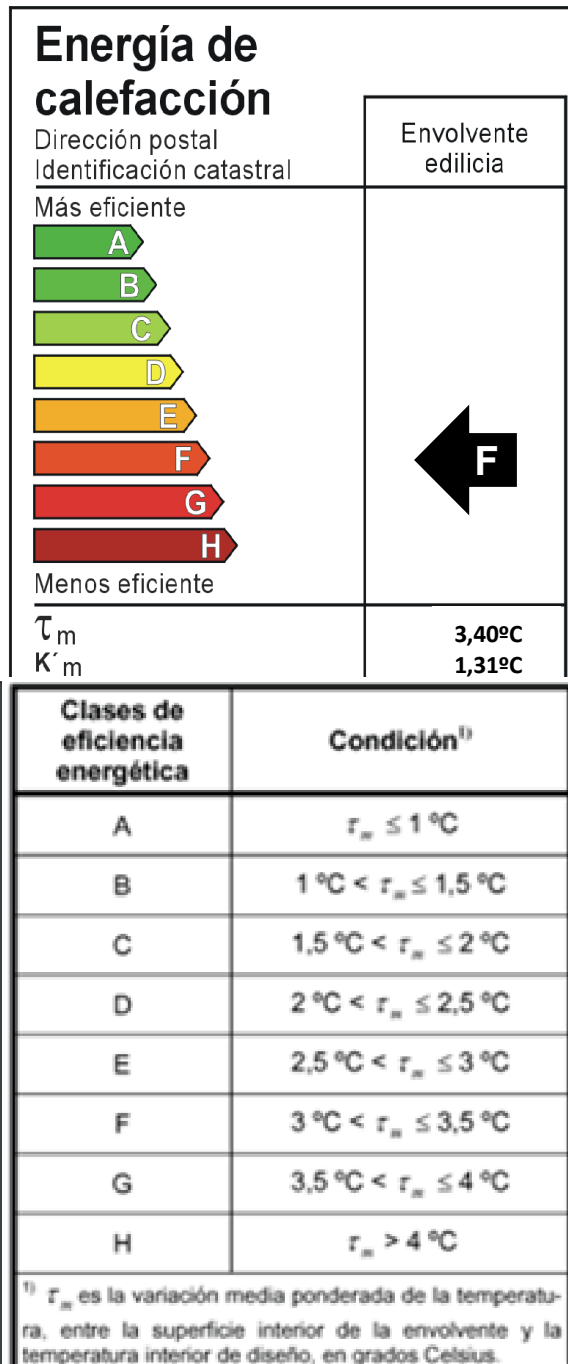 Energía de
calefacción
Dirección postal
Identificación catastral
Envolvente
edilicia
Más eficiente
A
B
C
D
E
F
G
H
F
Menos eficiente
τm 3,40ºC
K´m 1,31ºC
Clases de
eficiencia
energética
Condición¹⁾
A τm ≤ 1 ºC
B 1 ºC < τm ≤ 1,5 ºC
C 1,5 ºC < τm ≤ 2 ºC
D 2 ºC < τm ≤ 2,5 ºC
E 2,5 ºC < τm ≤ 3 ºC
F 3 ºC < τm ≤ 3,5 ºC
G 3,5 ºC < τm ≤ 4 ºC
H τm > 4 ºC
¹⁾ τm es la variación media ponderada de la temperatu-
ra, entre la superficie interior de la envolvente y la
temperatura interior de diseño, en grados Celsius.